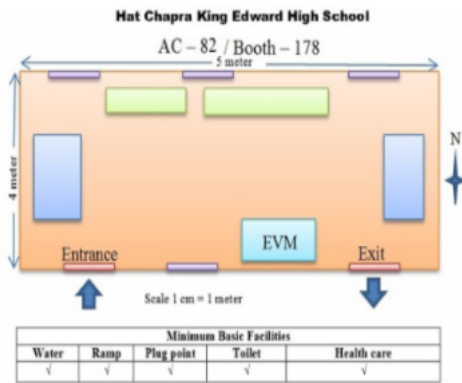 Hat Chapra King Edward High School
AC – 82 / Booth – 178
5 meter
4 meter
N
EVM
Entrance
Exit
Scale 1 cm = 1 meter
Minimum Basic Facilities
Water Ramp Plug point Toilet Health care
√ √ √ √ √